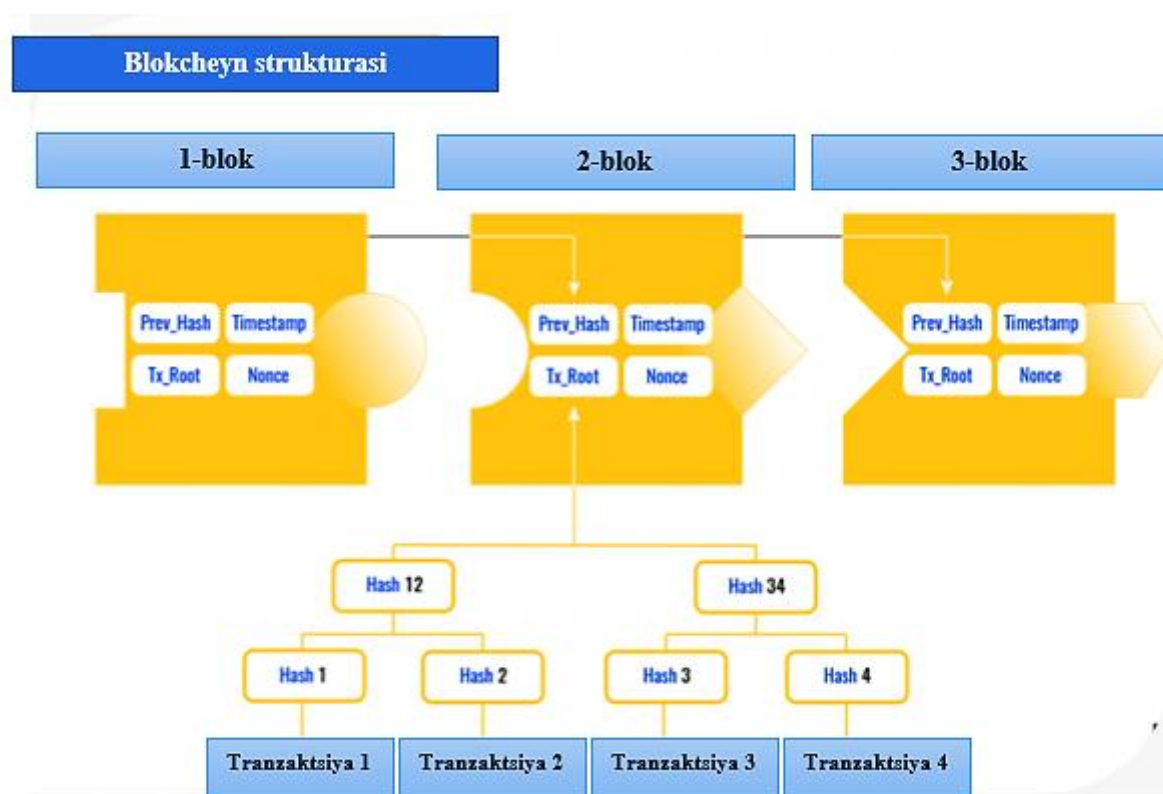 Blokcheyn strukturasi
1-blok 2-blok 3-blok
Prev_Hash Timestamp Prev_Hash Timestamp Prev_Hash Timestamp
Tx_Root Nonce Tx_Root Nonce Tx_Root Nonce
Hash 12 Hash 34
Hash 1 Hash 2 Hash 3 Hash 4
Tranzaktsiya 1 Tranzaktsiya 2 Tranzaktsiya 3 Tranzaktsiya 4